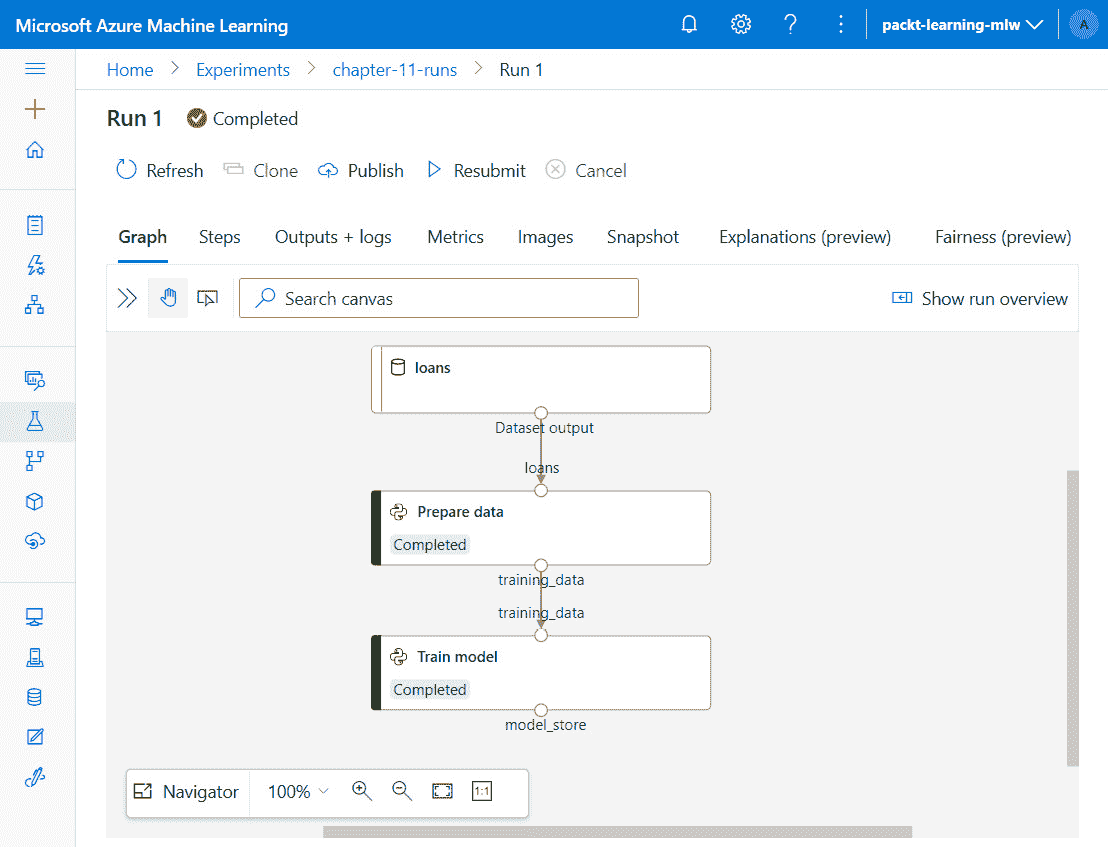 Microsoft Azure Machine Learning
packt-learning-mlw
A
Home > Experiments > chapter-11-runs > Run 1
Run 1 Completed
Refresh Clone Publish Resubmit Cancel
Graph Steps Outputs + logs Metrics Images Snapshot Explanations (preview) Fairness (preview)
Search canvas Show run overview
loans
Dataset output
loans
Prepare data
Completed
training_data
training_data
Train model
Completed
model_store
Navigator 100% 1:1